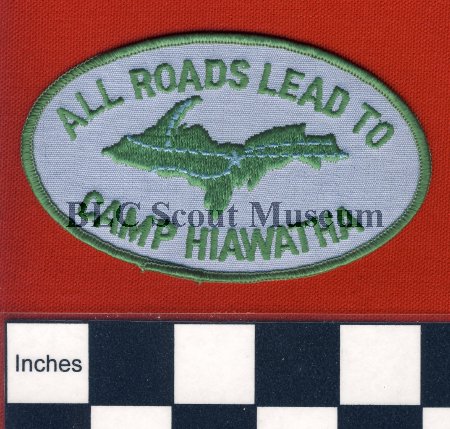 ALL ROADS LEAD TO
BLC Scout Museum
CAMP HIAWATHA
Inches